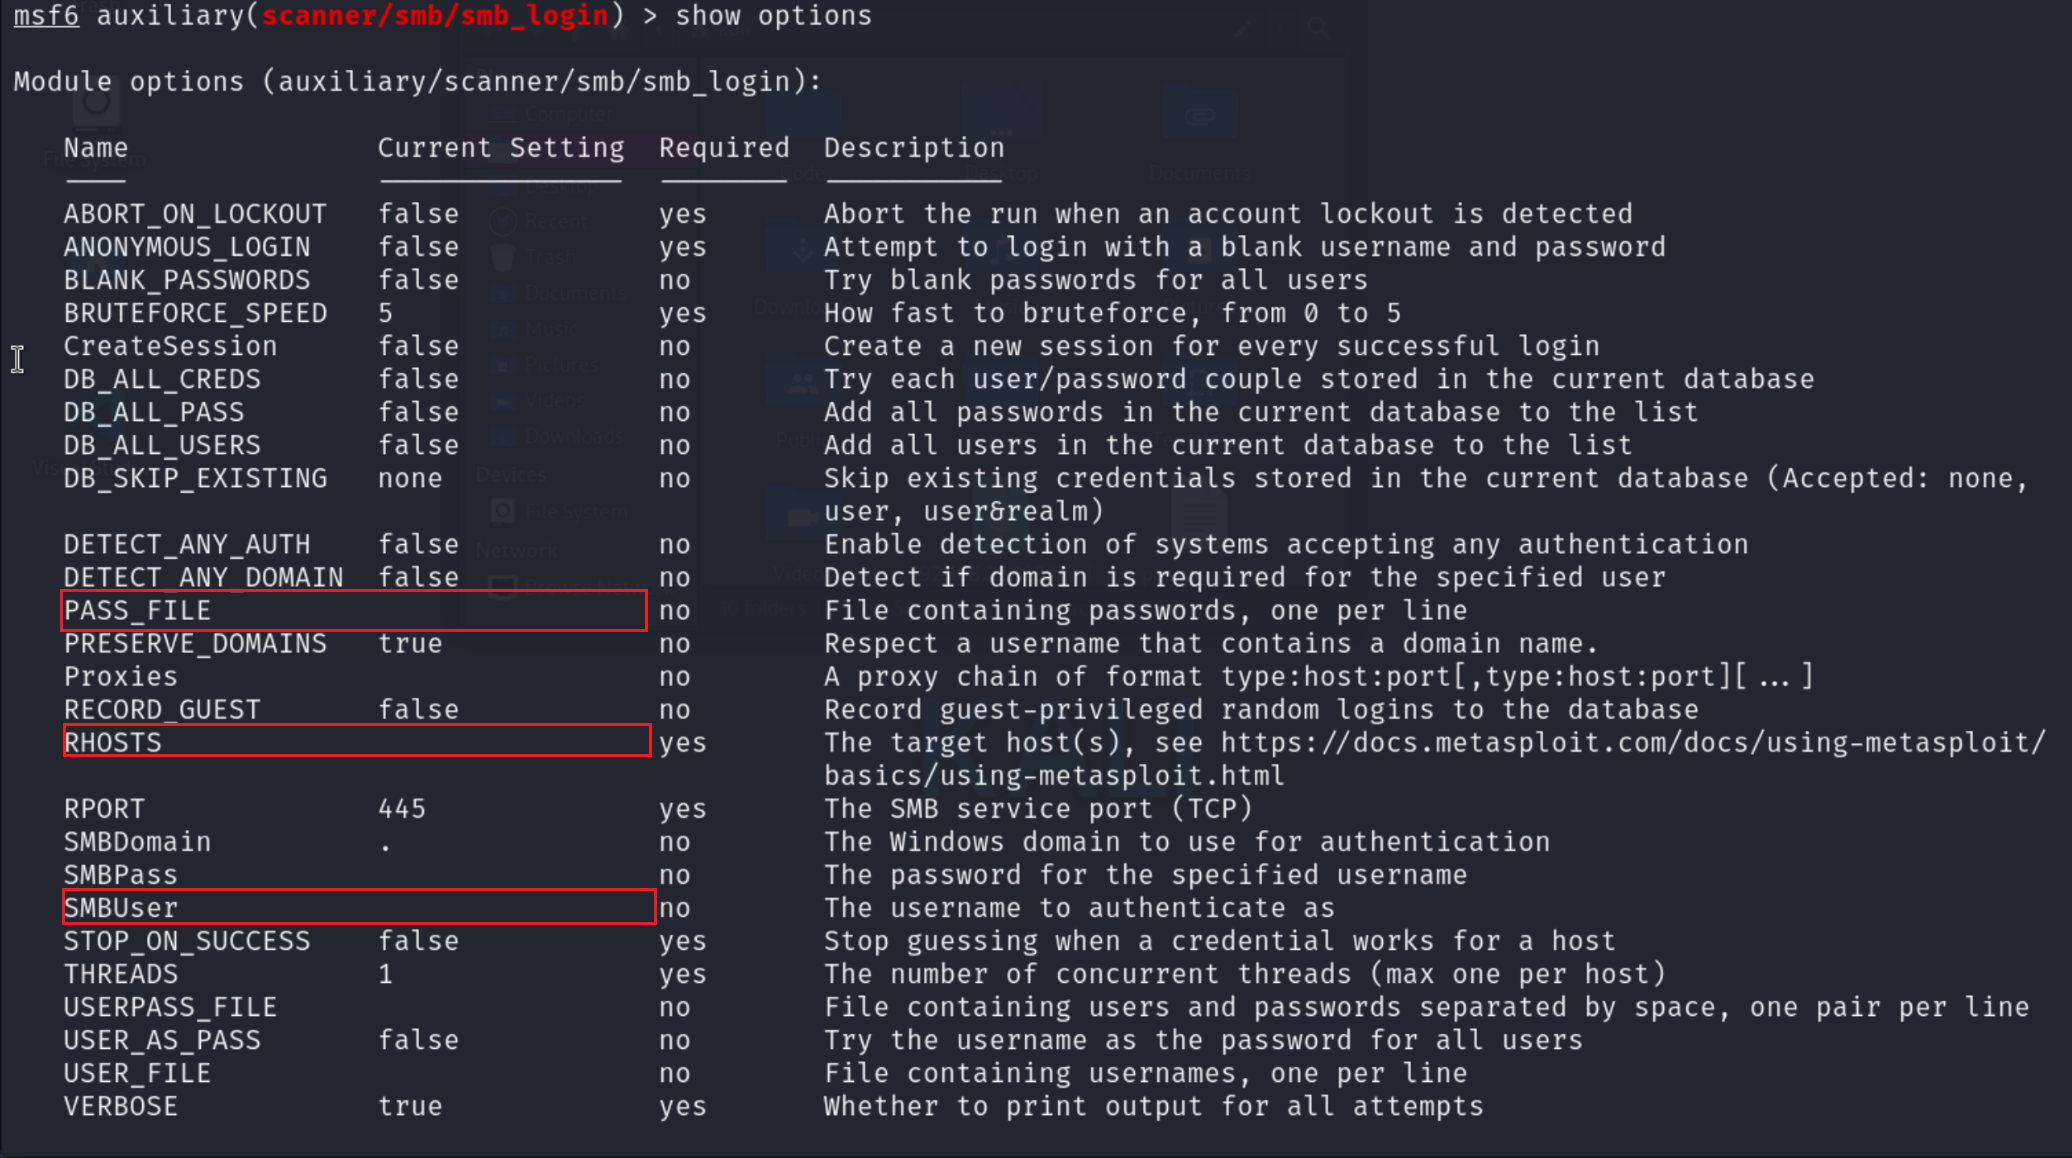 msf6 auxiliary(scanner/smb/smb_login) > show options
Module options (auxiliary/scanner/smb/smb_login):
Name Current Setting Required Description
ABORT_ON_LOCKOUT false yes Abort the run when an account lockout is detected
ANONYMOUS_LOGIN false yes Attempt to login with a blank username and password
BLANK_PASSWORDS false no Try blank passwords for all users
BRUTEFORCE_SPEED 5 yes How fast to bruteforce, from 0 to 5
CreateSession false no Create a new session for every successful login
DB_ALL_CREDS false no Try each user/password couple stored in the current database
DB_ALL_PASS false no Add all passwords in the current database to the list
DB_ALL_USERS false no Add all users in the current database to the list
DB_SKIP_EXISTING none no Skip existing credentials stored in the current database (Accepted: none,
user, user&realm)
DETECT_ANY_AUTH false no Enable detection of systems accepting any authentication
DETECT_ANY_DOMAIN false no Detect if domain is required for the specified user
PASS_FILE no File containing passwords, one per line
PRESERVE_DOMAINS true no Respect a username that contains a domain name.
Proxies no A proxy chain of format type:host:port[,type:host:port][...]
RECORD_GUEST false no Record guest-privileged random logins to the database
RHOSTS yes The target host(s), see https://docs.metasploit.com/docs/using-metasploit/
basics/using-metasploit.html
RPORT 445 yes The SMB service port (TCP)
SMBDomain . no The Windows domain to use for authentication
SMBPass no The password for the specified username
SMBUser no The username to authenticate as
STOP_ON_SUCCESS false yes Stop guessing when a credential works for a host
THREADS 1 yes The number of concurrent threads (max one per host)
USERPASS_FILE no File containing users and passwords separated by space, one pair per line
USER_AS_PASS false no Try the username as the password for all users
USER_FILE no File containing usernames, one per line
VERBOSE true yes Whether to print output for all attempts